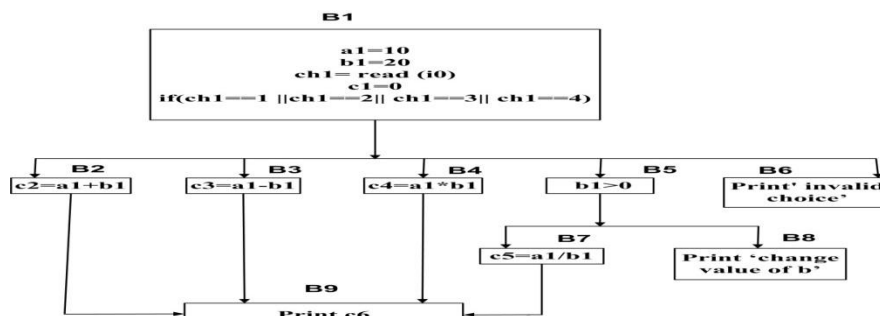 B1
a1=10
b1=20
ch1= read (i0)
c1=0
if(ch1==1 ||ch1==2|| ch1==3|| ch1==4)
B2
B3
B4
B5
B6
c2=a1+b1
c3=a1-b1
c4=a1*b1
b1>0
Print' invalid
choice’
B7
B8
c5=a1/b1
Print ‘change
value of b’
B9
Print c6